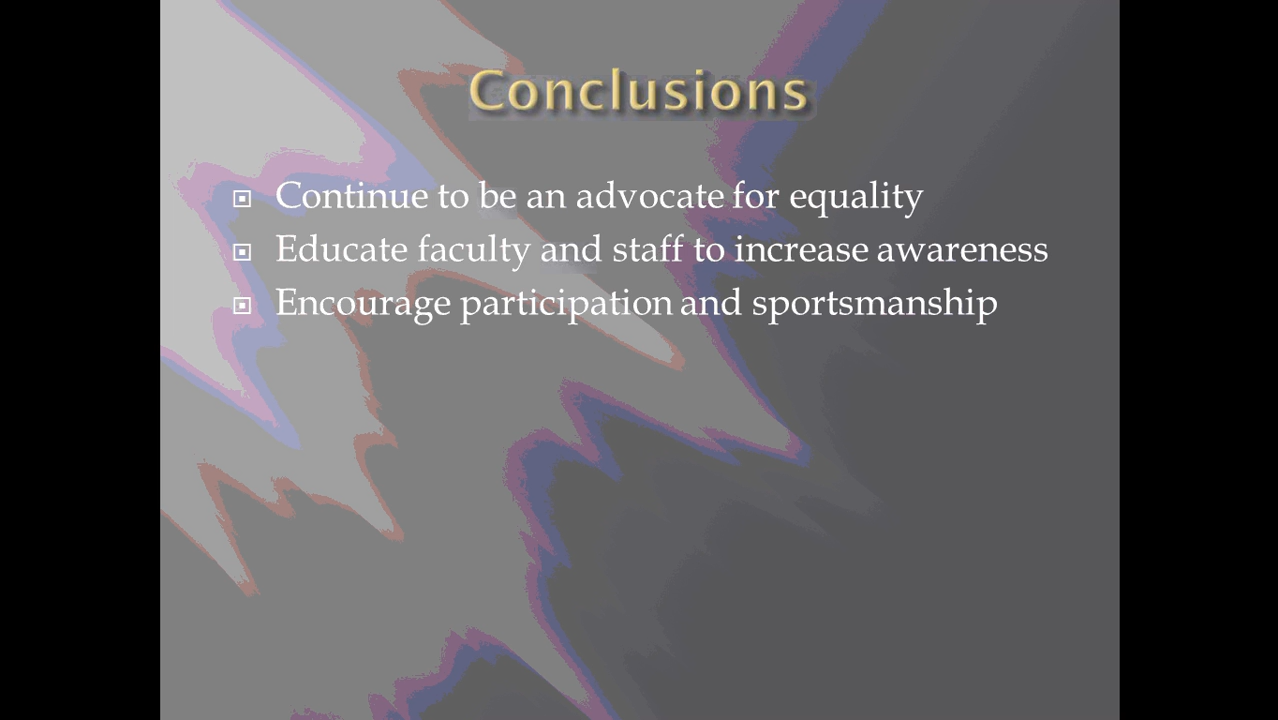 Conclusions
Continue to be an advocate for equality
Educate faculty and staff to increase awareness
Encourage participation and sportsmanship